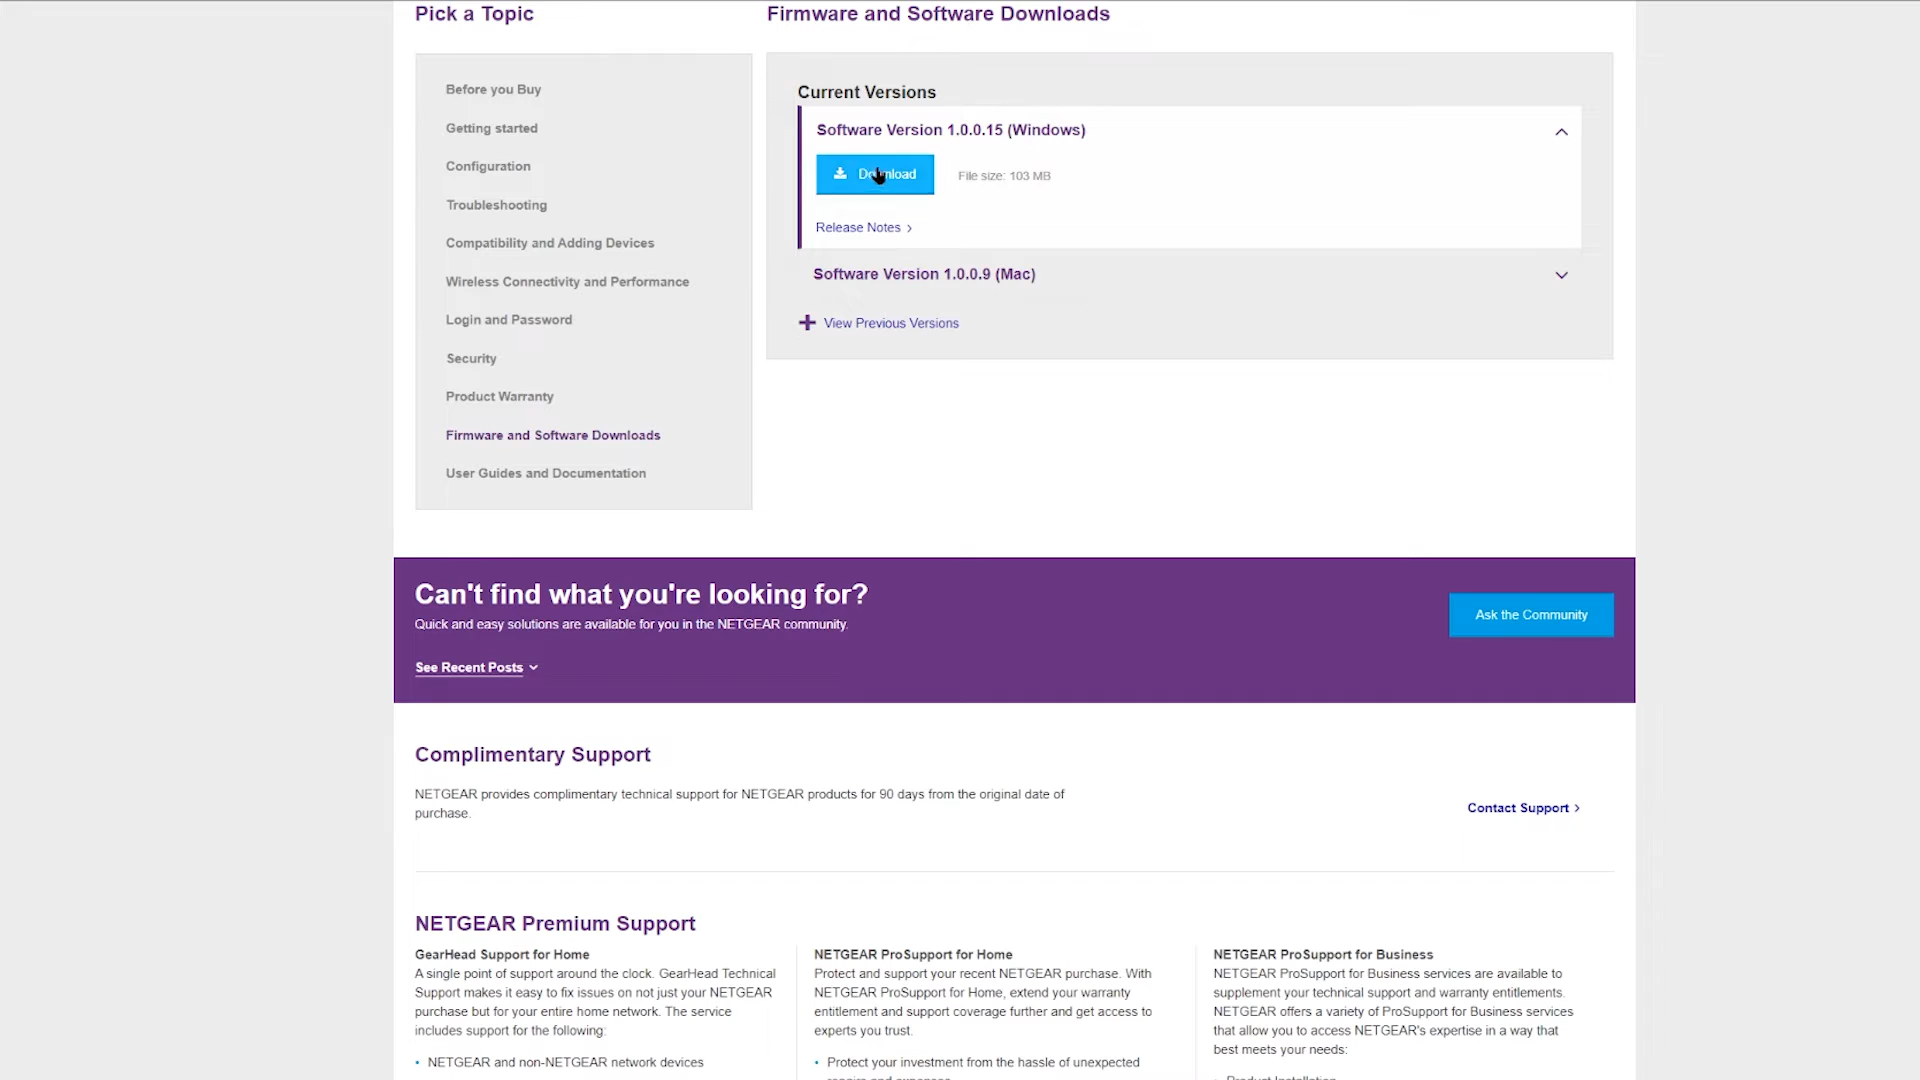 Pick a Topic
Before you Buy
Getting started
Configuration
Troubleshooting
Compatibility and Adding Devices
Wireless Connectivity and Performance
Login and Password
Security
Product Warranty
Firmware and Software Downloads
User Guides and Documentation
Firmware and Software Downloads
Current Versions
Software Version 1.0.0.15 (Windows)
Download File size: 103 MB
Release Notes >
Software Version 1.0.0.9 (Mac)
View Previous Versions
Can't find what you're looking for?
Quick and easy solutions are available for you in the NETGEAR community.
See Recent Posts
Ask the Community
Complimentary Support
NETGEAR provides complimentary technical support for NETGEAR products for 90 days from the original date of
purchase.
Contact Support >
NETGEAR Premium Support
GearHead Support for Home
A single point of support around the clock. GearHead Technical
Support makes it easy to fix issues on not just your NETGEAR
purchase but for your entire home network. The service
includes support for the following:
• NETGEAR and non-NETGEAR network devices
NETGEAR ProSupport for Home
Protect and support your recent NETGEAR purchase. With
NETGEAR ProSupport for Home, extend your warranty
entitlement and support coverage further and get access to
experts you trust.
• Protect your investment from the hassle of unexpected
repairs and expenses
NETGEAR ProSupport for Business
NETGEAR ProSupport for Business services are available to
supplement your technical support and warranty entitlements.
NETGEAR offers a variety of ProSupport for Business services
that allow you to access NETGEAR's expertise in a way that
best meets your needs:
• Product Installation